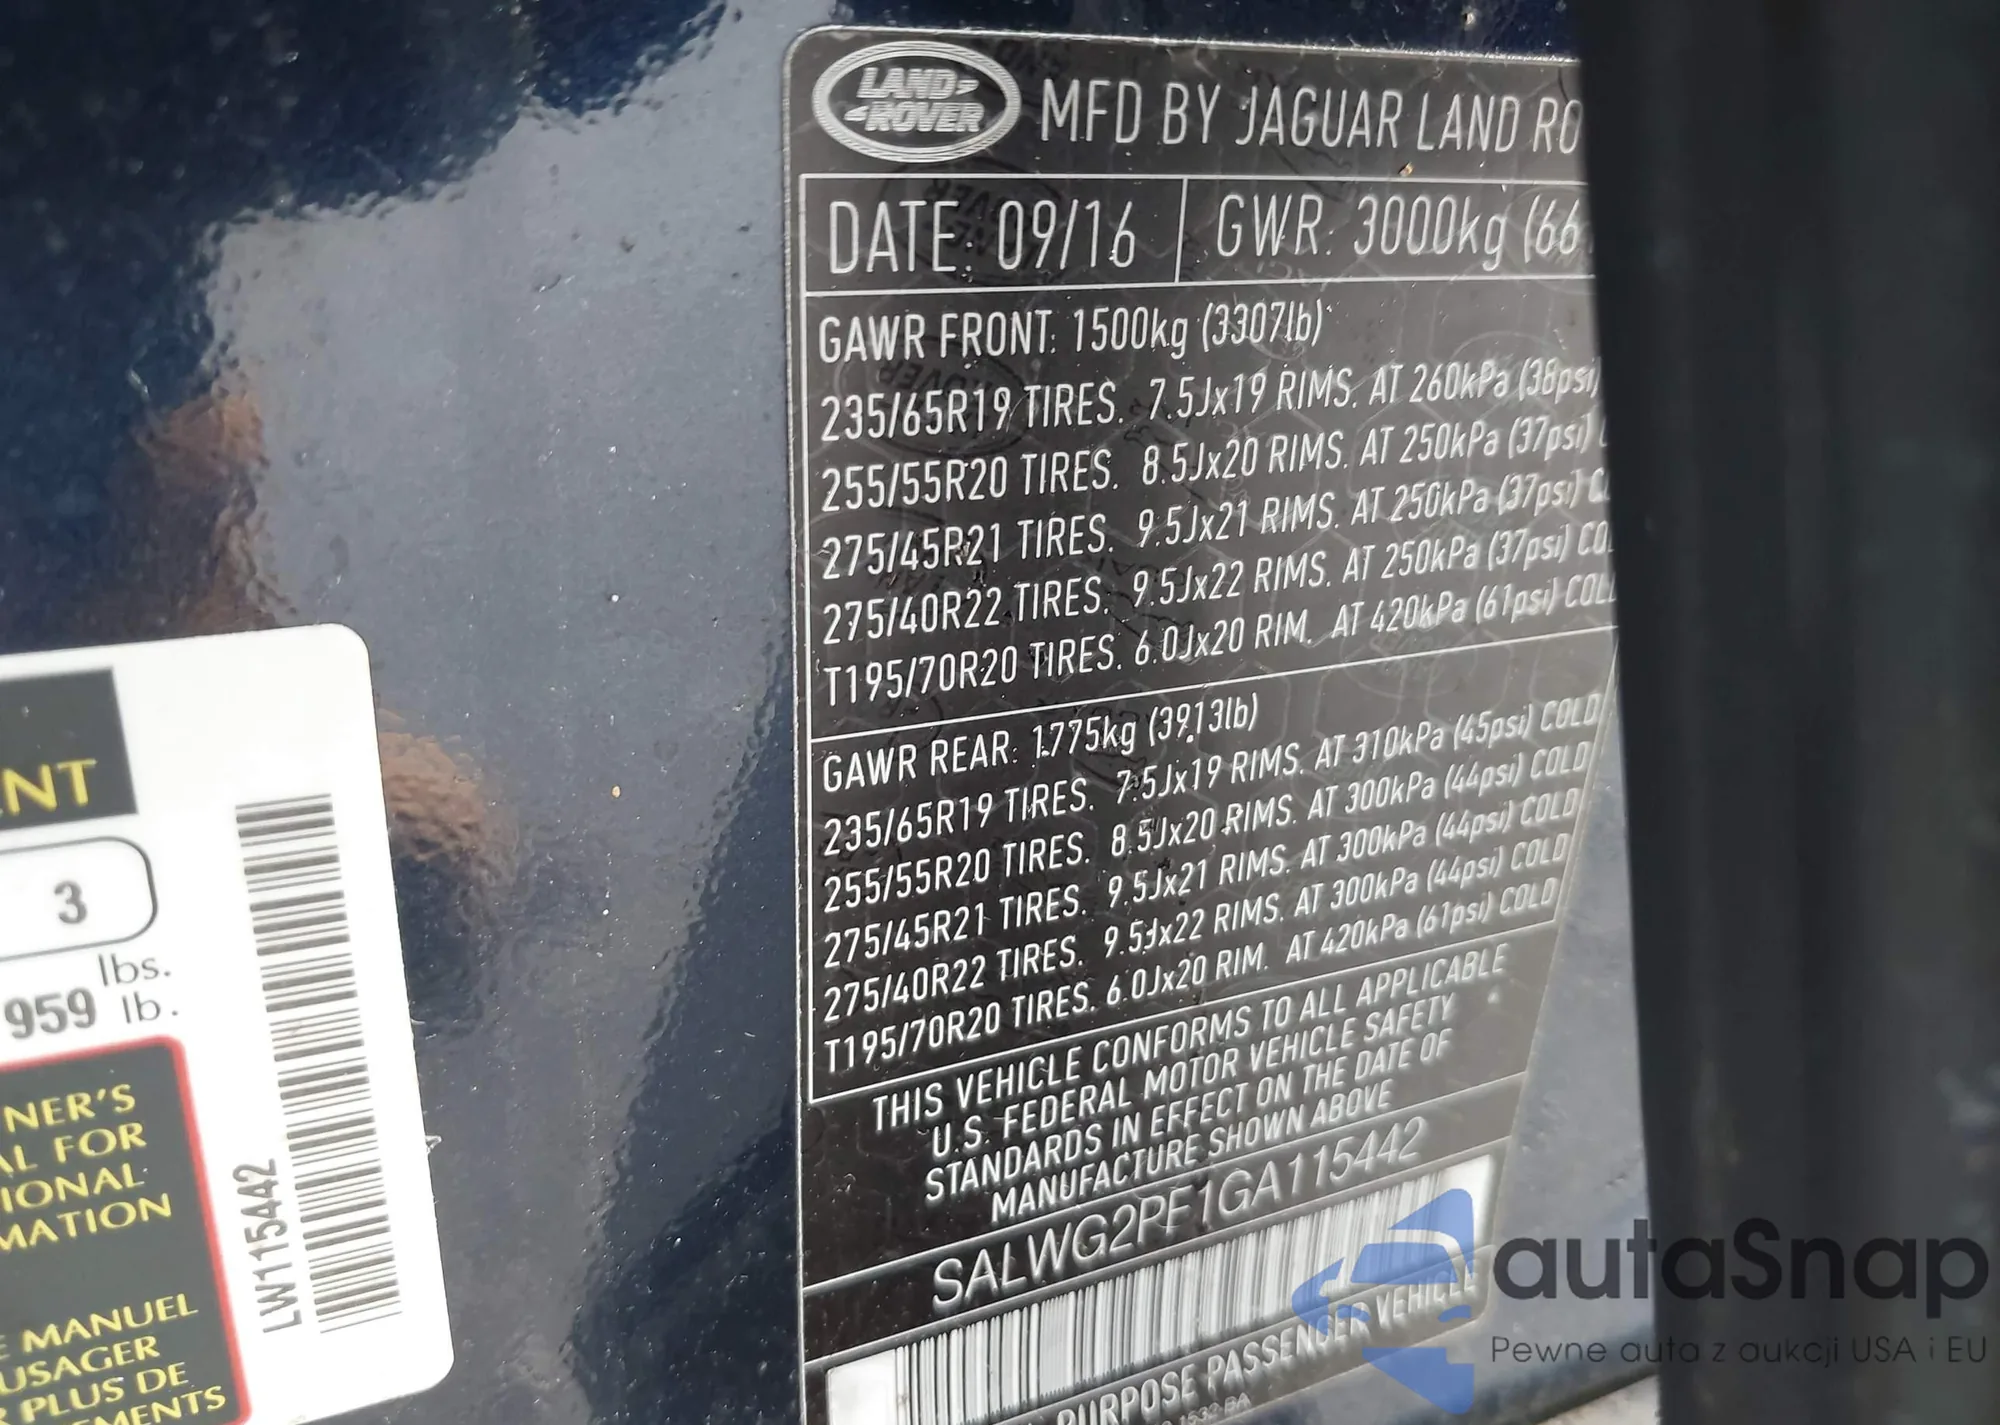 LAND
ROVER
MFD BY JAGUAR LAND RO
DATE: 09/16
GWR: 3000kg (66
GAWR FRONT: 1500kg (3307lb)
235/65R19 TIRES. 7.5Jx19 RIMS. AT 260kPa (38psi)
255/55R20 TIRES. 8.5Jx20 RIMS. AT 250kPa (37psi)
275/45R21 TIRES. 9.5Jx21 RIMS. AT 250kPa (37psi) C
275/40R22 TIRES. 9.5Jx22 RIMS. AT 250kPa (37psi) CO
T195/70R20 TIRES. 6.0Jx20 RIM. AT 420kPa (61psi) COL
GAWR REAR: 1775kg (3913lb)
235/65R19 TIRES. 7.5Jx19 RIMS. AT 310kPa (45psi) COLD
255/55R20 TIRES. 8.5Jx20 RIMS. AT 300kPa (44psi) COLD
275/45R21 TIRES. 9.5Jx21 RIMS. AT 300kPa (44psi) COLD
275/40R22 TIRES. 9.5Jx22 RIMS. AT 300kPa (44psi) COLD
T195/70R20 TIRES. 6.0Jx20 RIM. AT 420kPa (61psi) COLD
THIS VEHICLE CONFORMS TO ALL APPLICABLE
U.S. FEDERAL MOTOR VEHICLE SAFETY
STANDARDS IN EFFECT ON THE DATE OF
MANUFACTURE SHOWN ABOVE
SALWG2PF1GA115442
PURPOSE PASSENGER VEHICLE
ENT
3
lbs.
959 lb.
NER'S
AL FOR
IONAL
MATION
E MANUEL
USAGER
R PLUS DE
EMENTS
LW115442
autaSnap
Pewne auta z aukcji USA i EU